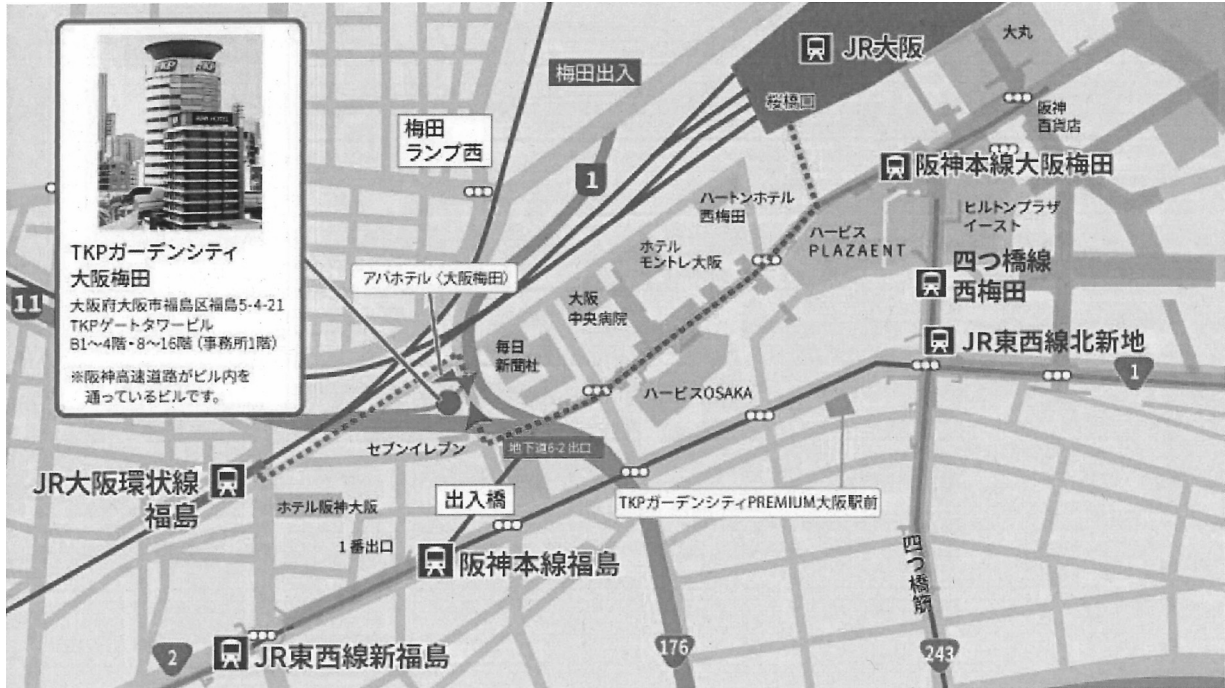 TKP
TKP
APA HOTEL
TKPガーデンシティ
大阪梅田
大阪府大阪市福島区福島5-4-21
TKPゲートタワービル
B1～4階・8～16階（事務所1階）
※阪神高速道路がビル内を
通っているビルです。
JR大阪
大丸
梅田出入
桜橋口
阪神
百貨店
梅田
ランプ西
1
阪神本線大阪梅田
ハートンホテル
西梅田
ヒルトンプラザ
イースト
ハービス
PLAZAENT
ホテル
モントレ大阪
四つ橋線
西梅田
アパホテル〈大阪梅田〉
11
大阪
中央病院
毎日
新聞社
JR東西線北新地
1
ハービスOSAKA
セブンイレブン
地下道6-2出口
JR大阪環状線
福島
ホテル阪神大阪
出入橋
TKPガーデンシティPREMIUM大阪駅前
1番出口
阪神本線福島
四つ橋筋
2
JR東西線新福島
176
243